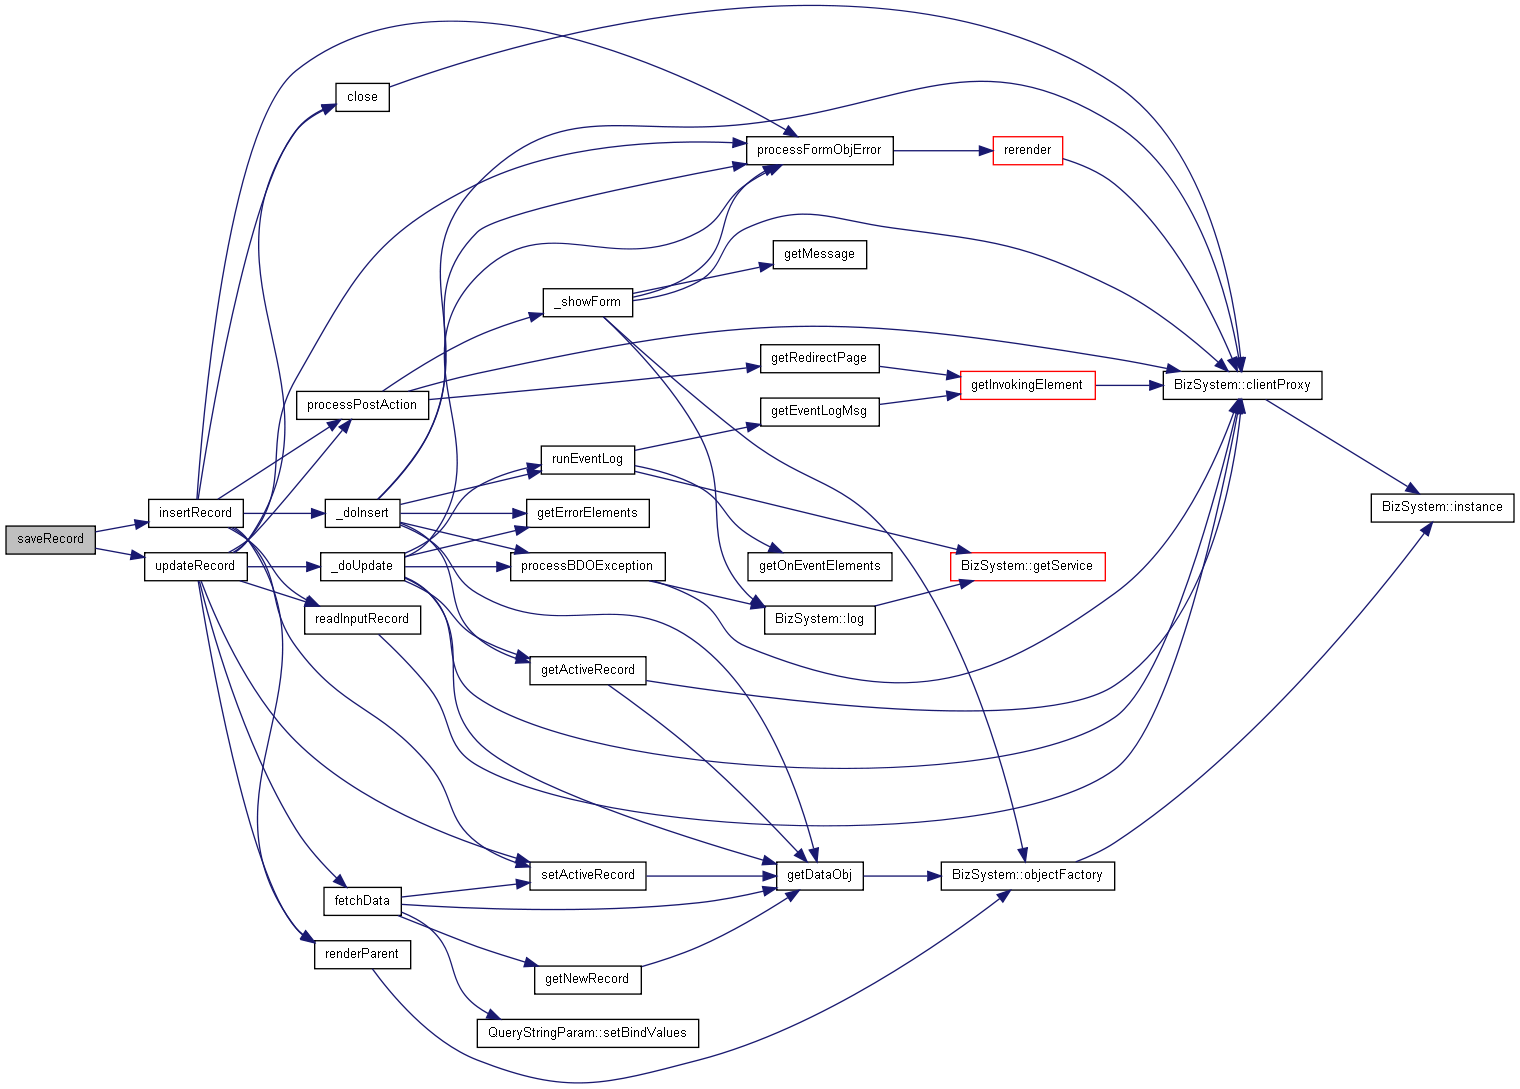 close
processFormObjError
rerender
getMessage
_showForm
getRedirectPage
BizSystem::clientProxy
getInvokingElement
processPostAction
getEventLogMsg
runEventLog
BizSystem::instance
insertRecord
_doInsert
getErrorElements
saveRecord
updateRecord
_doUpdate
processBDOException
getOnEventElements
BizSystem::getService
readInputRecord
BizSystem::log
getActiveRecord
setActiveRecord
getDataObj
BizSystem::objectFactory
fetchData
renderParent
getNewRecord
QueryStringParam::setBindValues